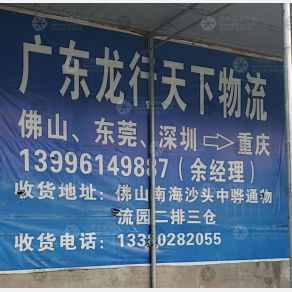 广东龙行天下物流
佛山、东莞、深圳⇨重庆
13996149887（余经理）
收货地址：佛山南海沙头中骅通物
流园二排三仓
收货电话：